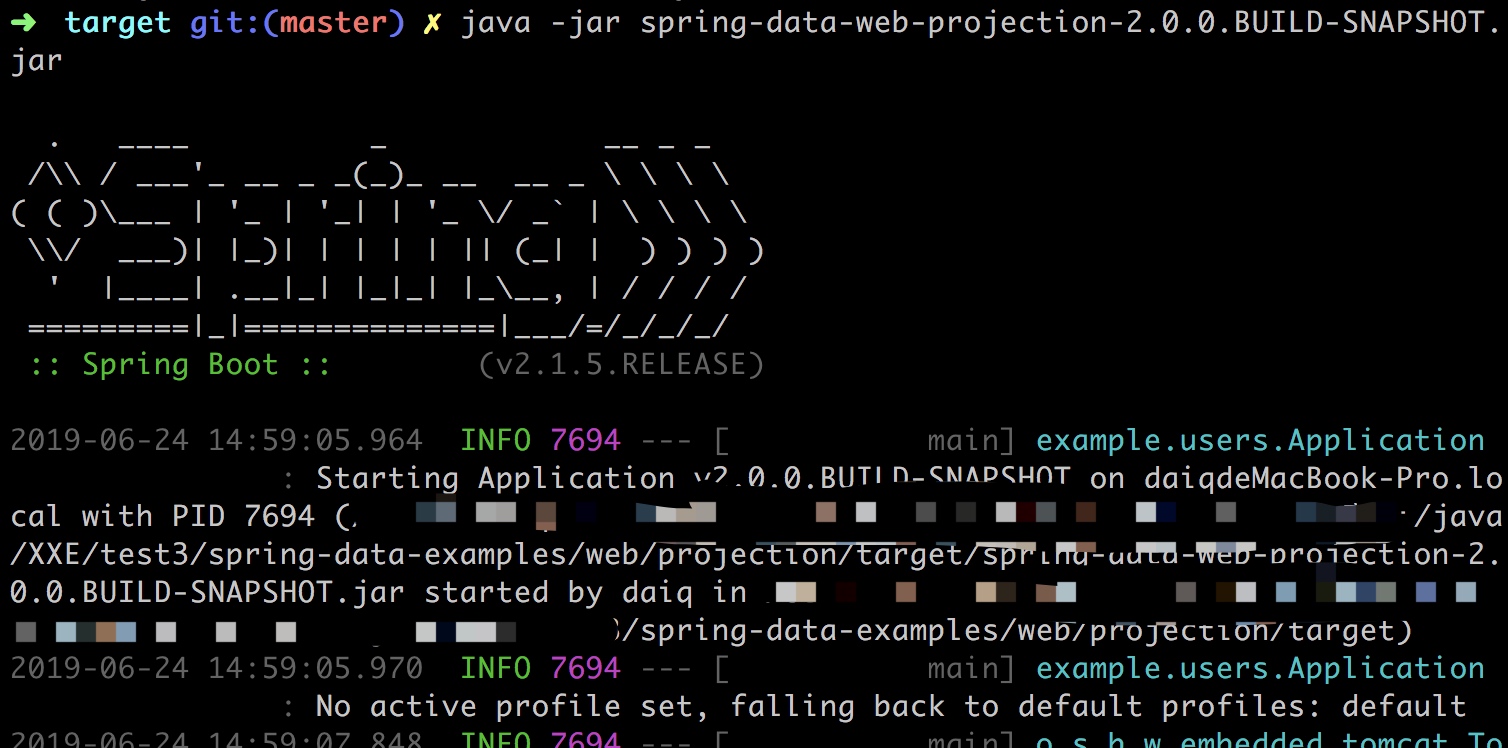 ➜  target git:(master) ✗ java -jar spring-data-web-projection-2.0.0.BUILD-SNAPSHOT.
jar
  .   ____          _            __ _ _
 /\\ / ___'_ __ _ _(_)_ __  __ _ \ \ \ \
( ( )\___ | '_ | '_| | '_ \/ _` | \ \ \ \
 \\/  ___)| |_)| | | | | || (_| |  ) ) ) )
  '  |____| .__|_| |_|_| |_\__, | / / / /
 =========|_|==============|___/=/_/_/_/
 :: Spring Boot ::        (v2.1.5.RELEASE)
2019-06-24 14:59:05.964  INFO 7694 --- [           main] example.users.Application
                : Starting Application v2.0.0.BUILD-SNAPSHOT on daiqdeMacBook-Pro.lo
cal with PID 7694 (/java
/XXE/test3/spring-data-examples/web/projection/target/spring-data-web-projection-2.
0.0.BUILD-SNAPSHOT.jar started by daiq in
/spring-data-examples/web/projection/target)
2019-06-24 14:59:05.970  INFO 7694 --- [           main] example.users.Application
                : No active profile set, falling back to default profiles: default
2019-06-24 14:59:07.848  INFO 7694 --- [           main] o.s.b.w.embedded.tomcat.To